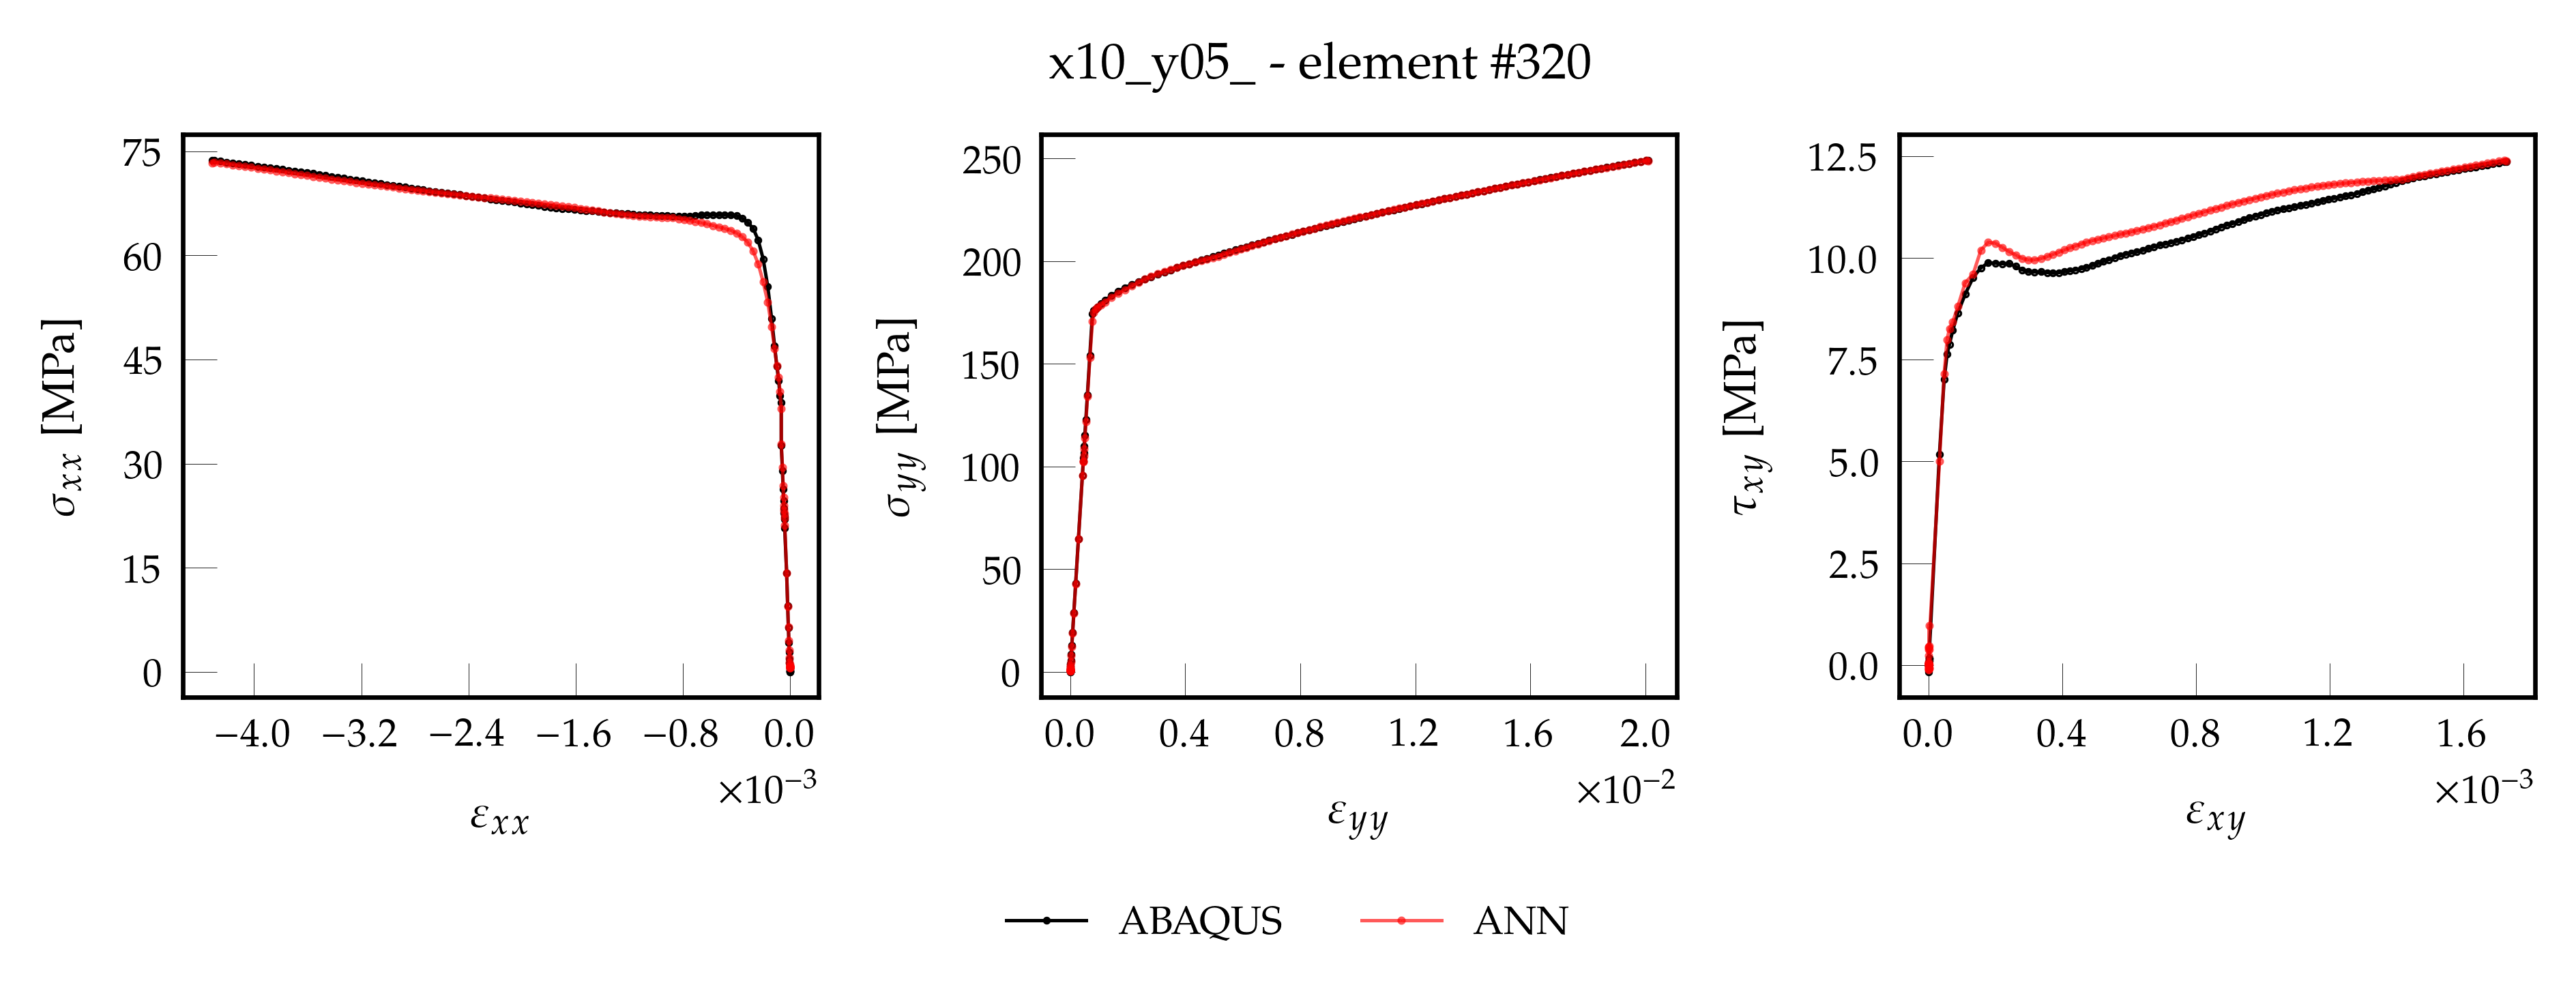 x10_y05_ - element #320
σxx [MPa]
75
60
45
30
15
0
−4.0 −3.2 −2.4 −1.6 −0.8 0.0
×10−3
εxx
σyy [MPa]
250
200
150
100
50
0
0.0 0.4 0.8 1.2 1.6 2.0
×10−2
εyy
τxy [MPa]
12.5
10.0
7.5
5.0
2.5
0.0
0.0 0.4 0.8 1.2 1.6
×10−3
εxy
ABAQUS ANN